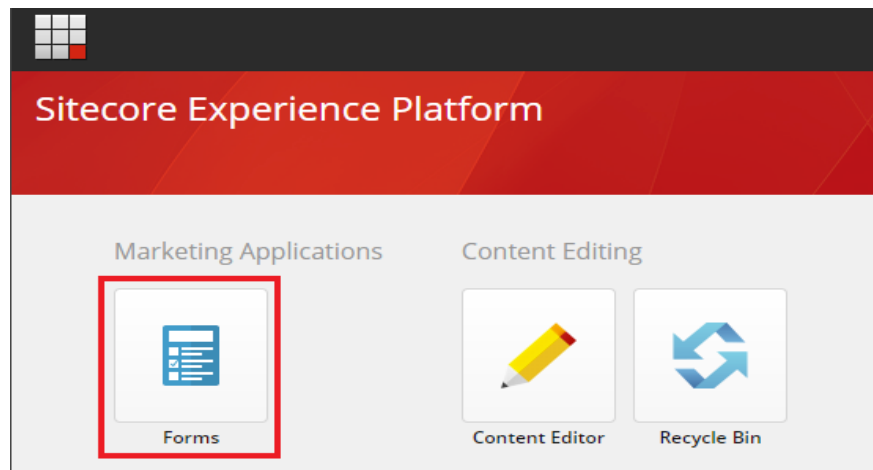 Sitecore Experience Platform
Marketing Applications
Content Editing
Forms
Content Editor
Recycle Bin